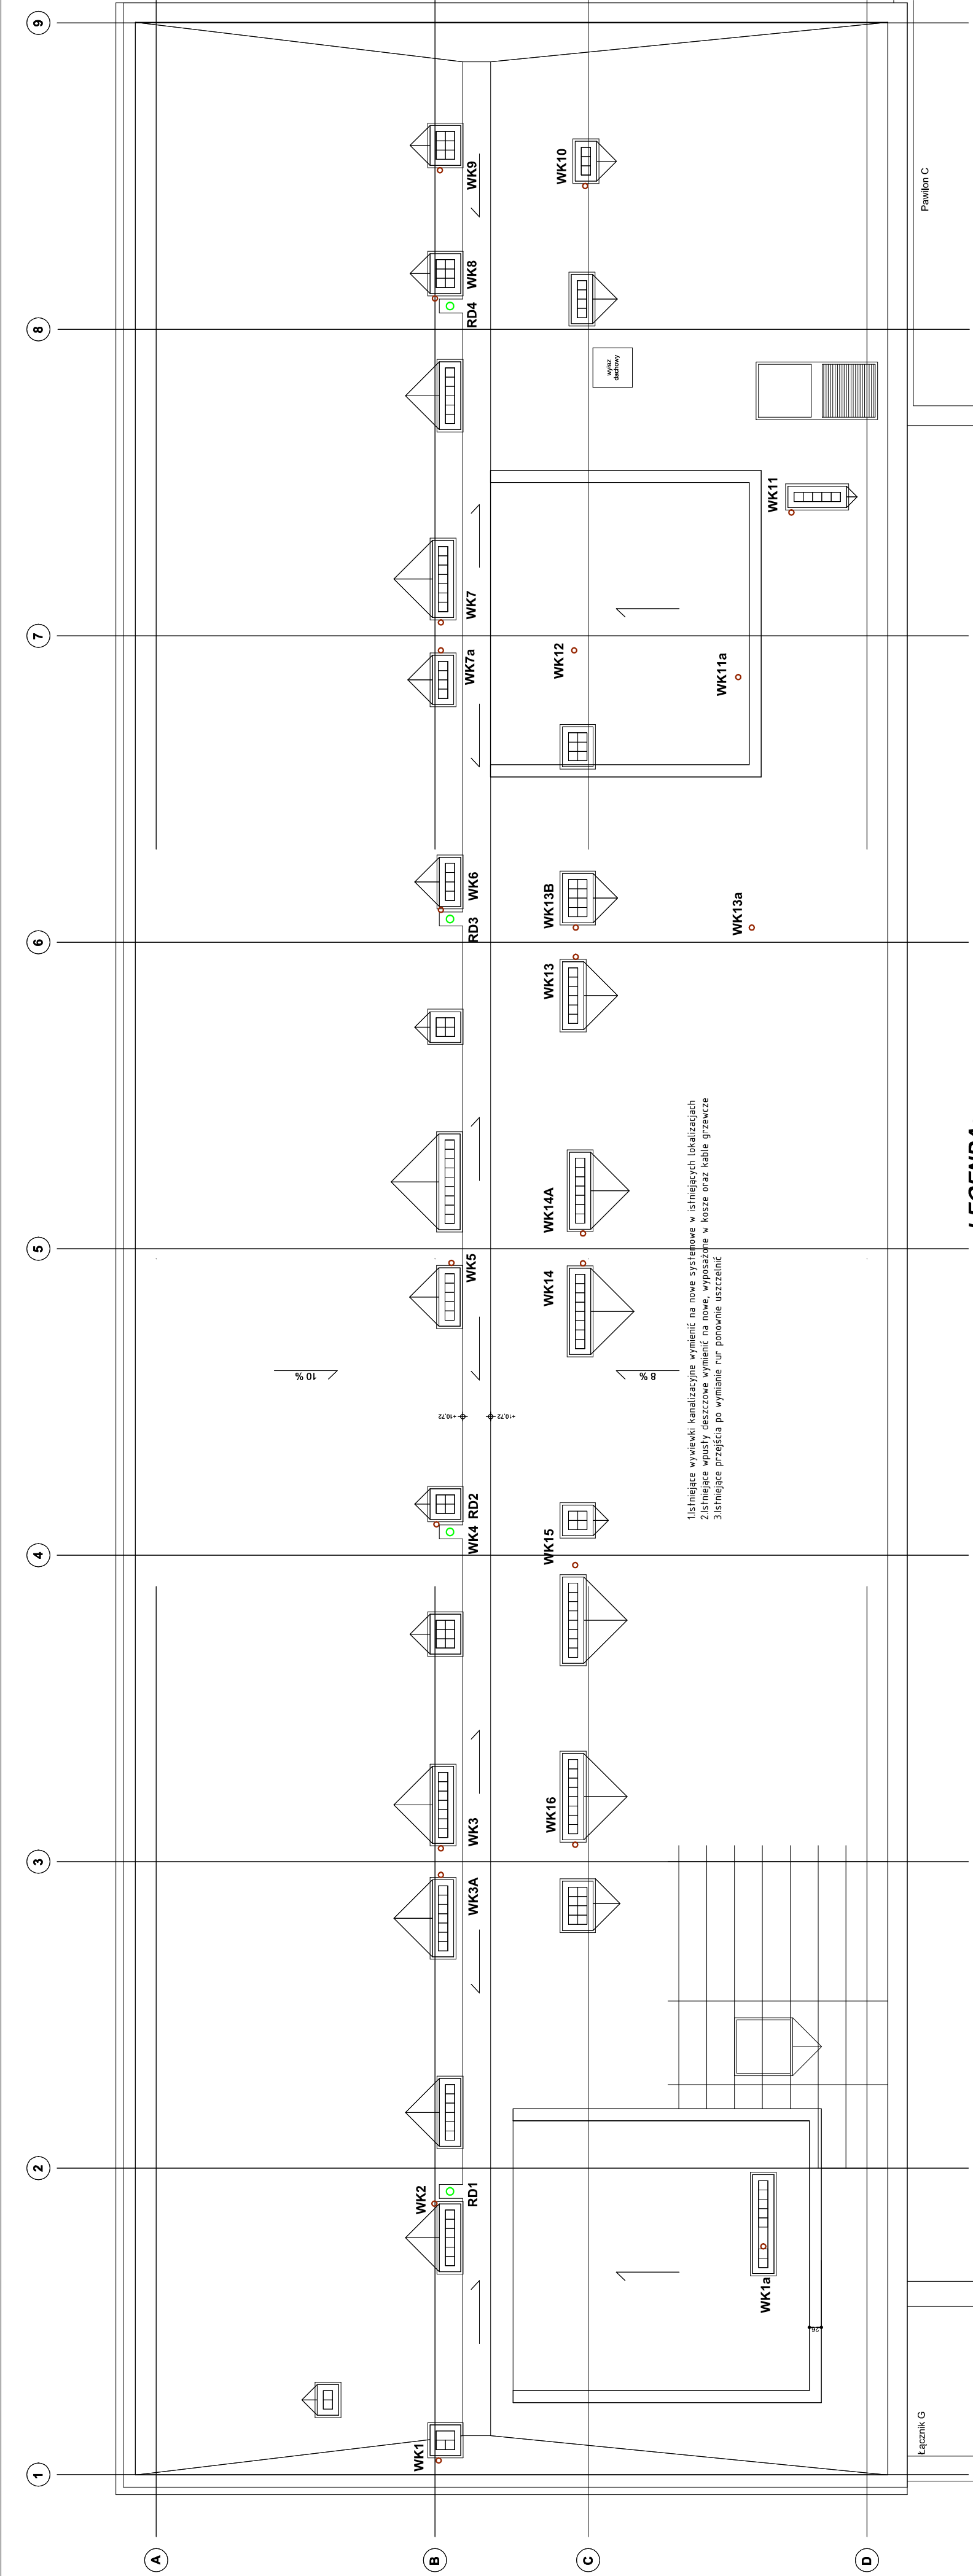 9
8
7
6
5
4
3
2
1
A
B
C
D
WK9
WK10
WK8
RD4
wyłaz
dachowy
Pawilon C
WK11
WK7
WK7a
WK12
WK11a
WK6
RD3
WK13B
WK13a
WK13
WK14A
WK5
WK14
10 %
8 %
+10,72
+10,72
1.Istniejące wywiewki kanalizacyjne wymienić na nowe systemowe w istniejących lokalizacjach
2.Istniejące wpusty deszczowe wymienić na nowe, wyposażone w kosze oraz kable grzewcze
3.Istniejące przejścia po wymianie rur ponownie uszczelnić
LEGENDA
RD2
WK4
WK15
WK3
WK16
WK3A
WK2
RD1
WK1a
26
WK1
Łącznik G